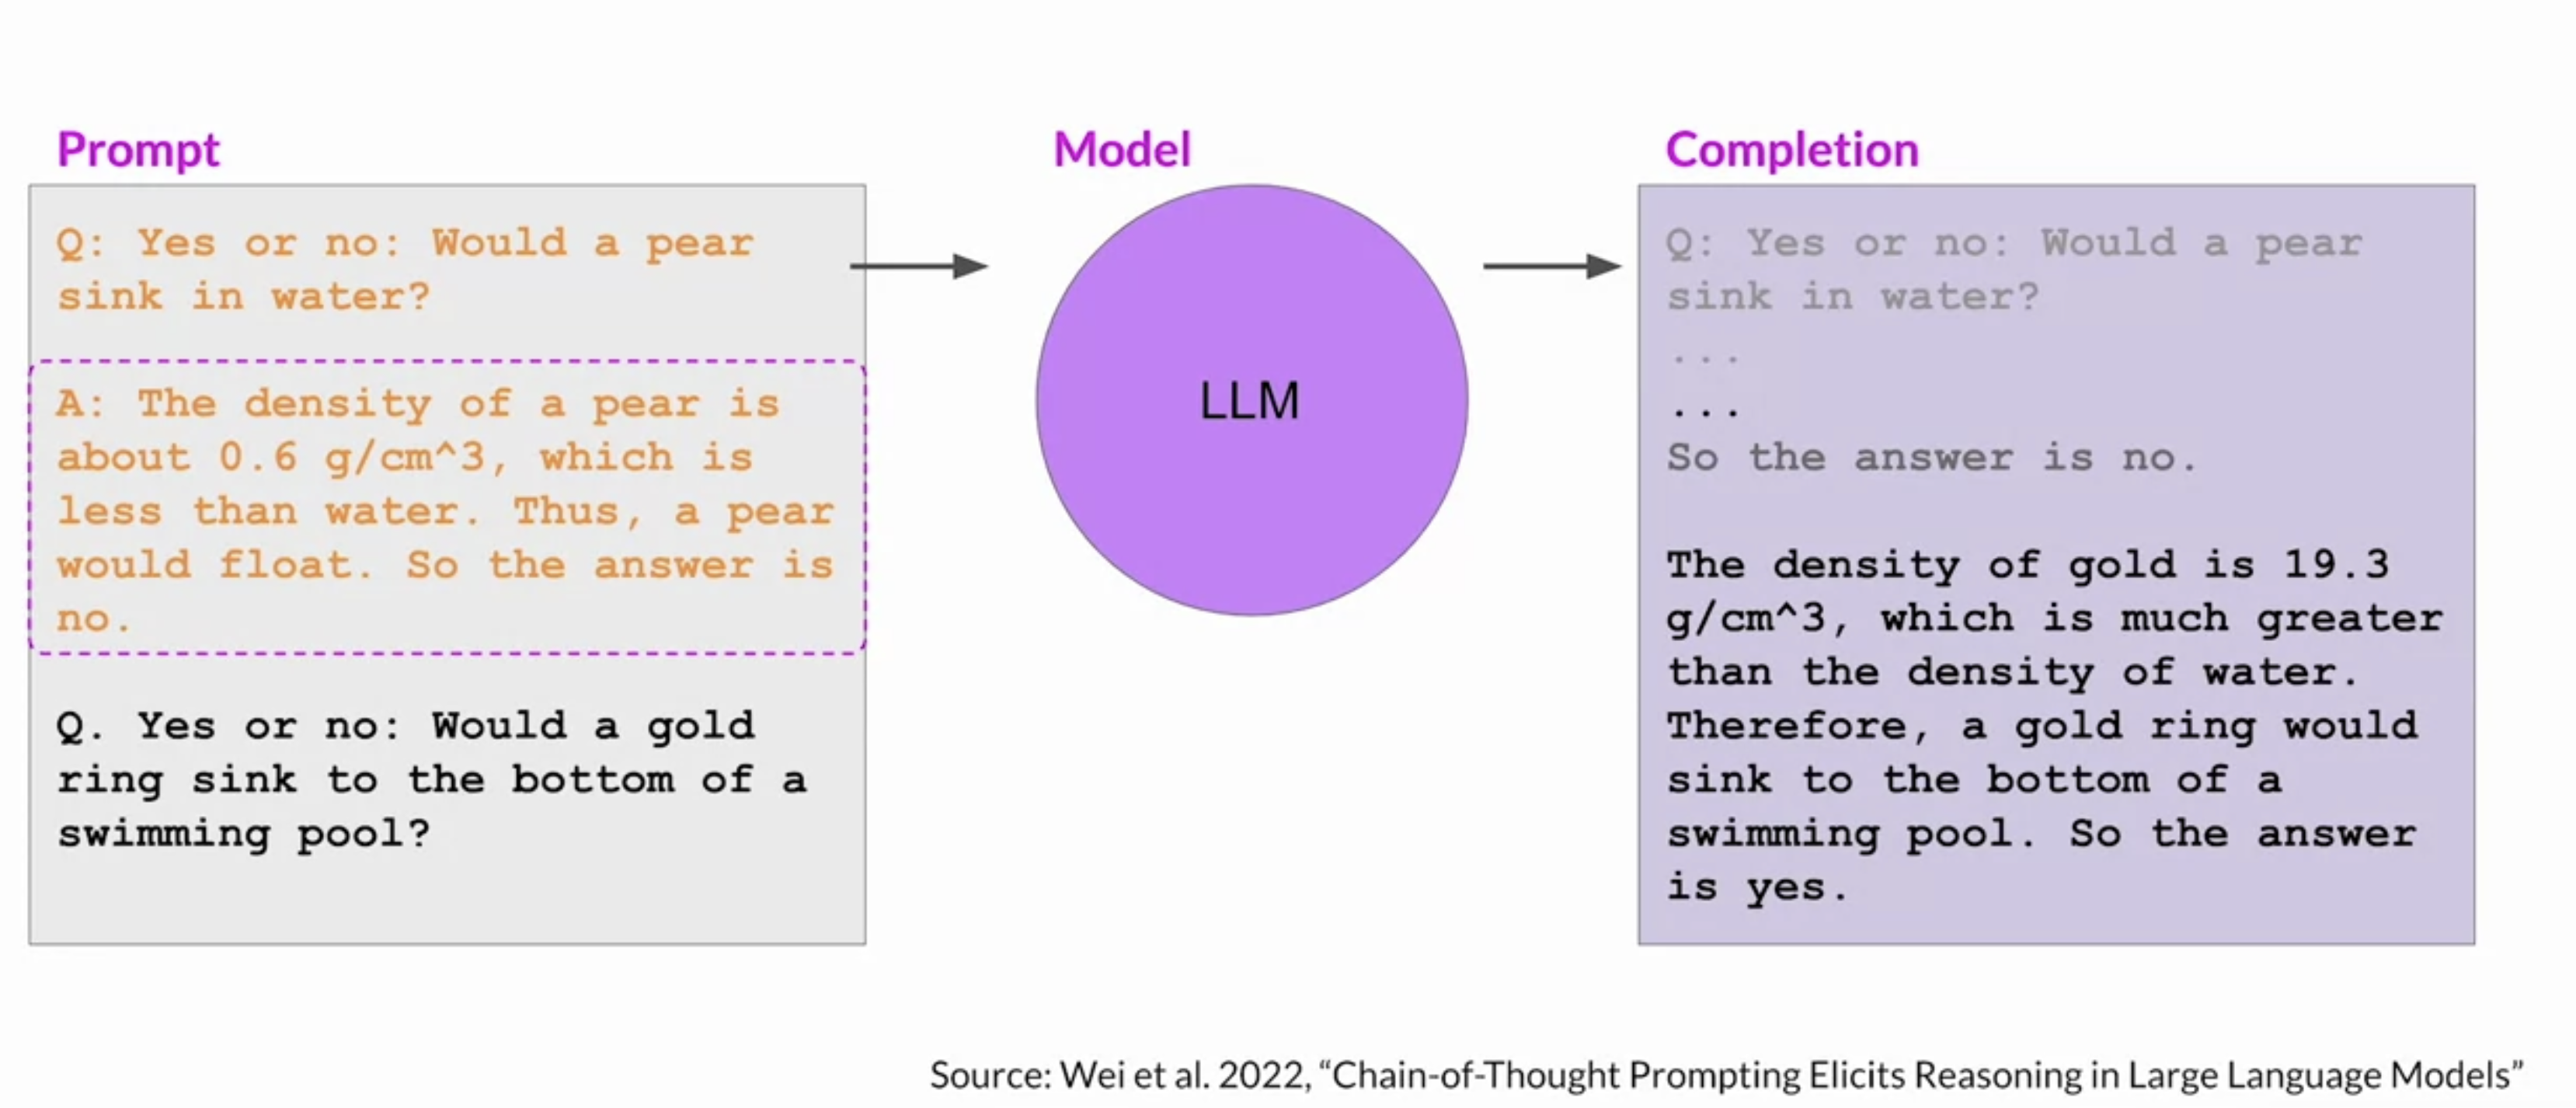 Prompt
Q: Yes or no: Would a pear
sink in water?
A: The density of a pear is
about 0.6 g/cm^3, which is
less than water. Thus, a pear
would float. So the answer is
no.
Q. Yes or no: Would a gold
ring sink to the bottom of a
swimming pool?
Model
LLM
Completion
Q: Yes or no: Would a pear
sink in water?
...
...
So the answer is no.
The density of gold is 19.3
g/cm^3, which is much greater
than the density of water.
Therefore, a gold ring would
sink to the bottom of a
swimming pool. So the answer
is yes.
Source: Wei et al. 2022, “Chain-of-Thought Prompting Elicits Reasoning in Large Language Models”